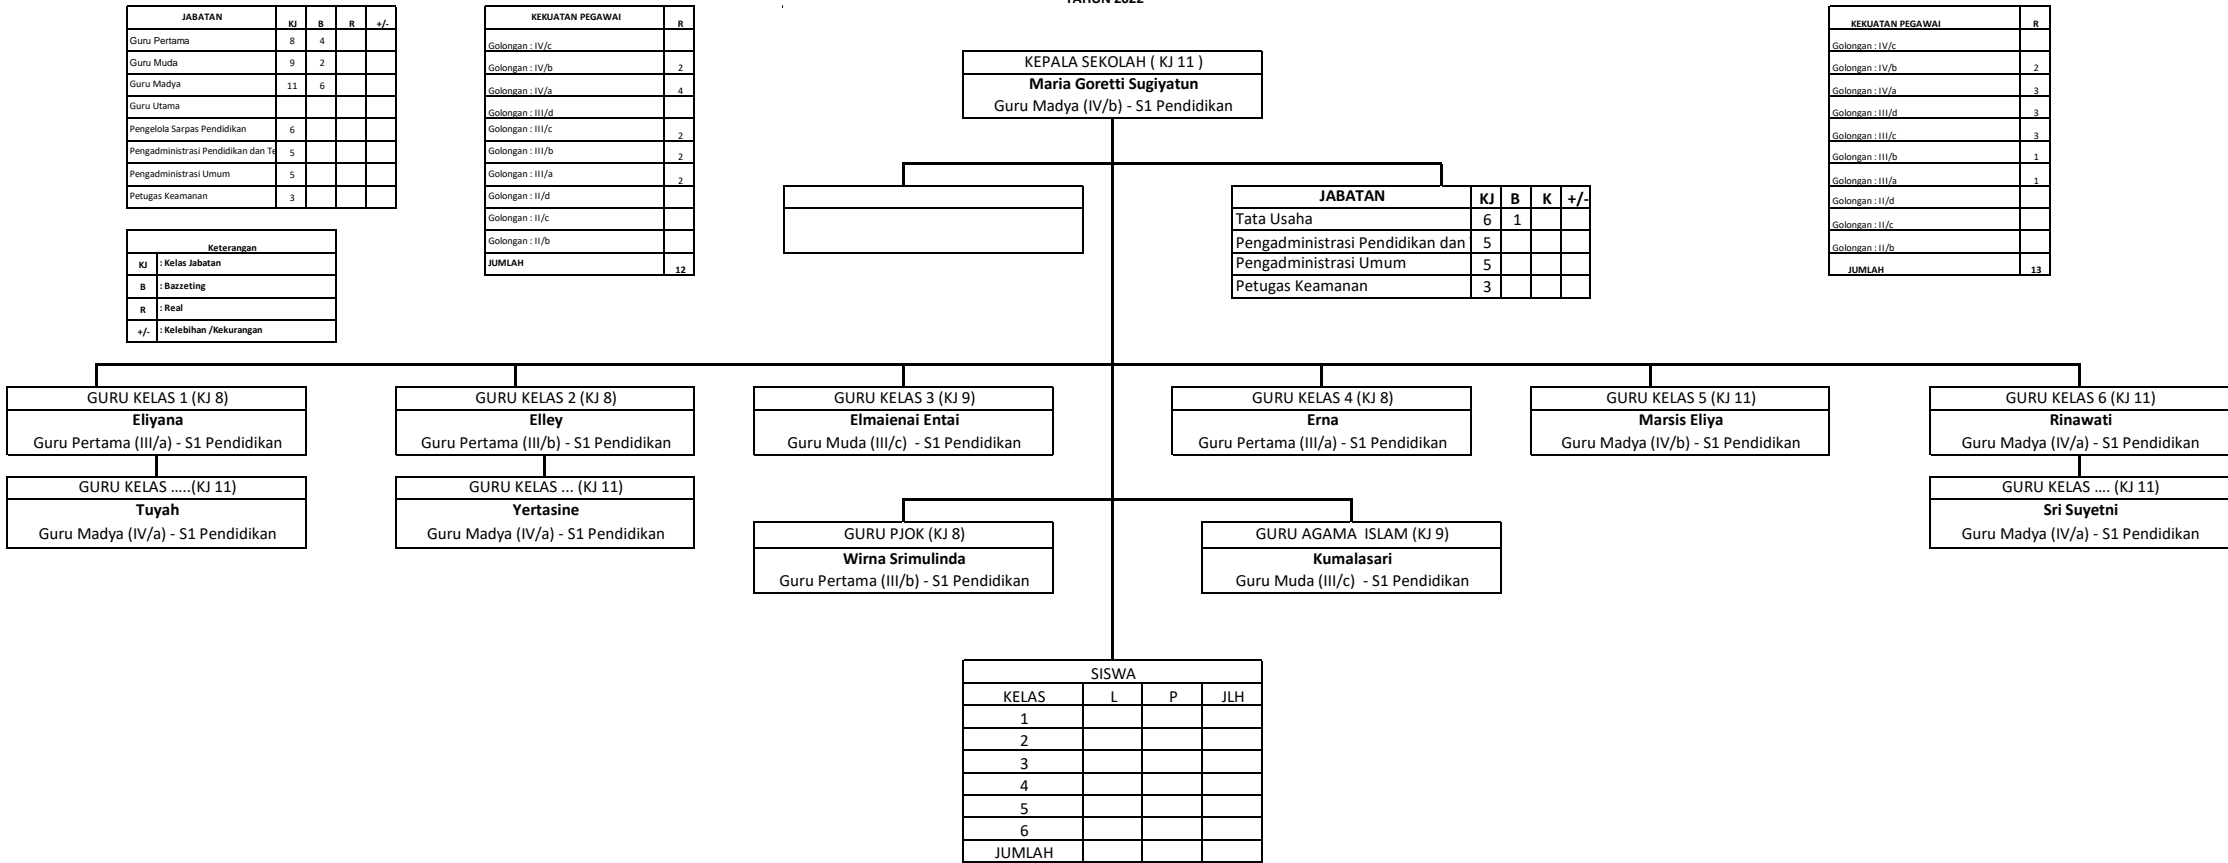 TAHUN 2022
JABATAN KJ B R +/-
Guru Pertama 8 4
Guru Muda 9 2
Guru Madya 11 6
Guru Utama
Pengelola Sarpas Pendidikan 6
Pengadministrasi Pendidikan dan Te 5
Pengadministrasi Umum 5
Petugas Keamanan 3
Keterangan
KJ : Kelas Jabatan
B : Bazzeting
R : Real
+/- : Kelebihan /Kekurangan
KEKUATAN PEGAWAI R
Golongan : IV/c
Golongan : IV/b 2
Golongan : IV/a 4
Golongan : III/d
Golongan : III/c 2
Golongan : III/b 2
Golongan : III/a 2
Golongan : II/d
Golongan : II/c
Golongan : II/b
JUMLAH 12
KEPALA SEKOLAH ( KJ 11 )
Maria Goretti Sugiyatun
Guru Madya (IV/b) - S1 Pendidikan
JABATAN KJ B K +/-
Tata Usaha 6 1
Pengadministrasi Pendidikan dan 5
Pengadministrasi Umum 5
Petugas Keamanan 3
KEKUATAN PEGAWAI R
Golongan : IV/c
Golongan : IV/b 2
Golongan : IV/a 3
Golongan : III/d 3
Golongan : III/c 3
Golongan : III/b 1
Golongan : III/a 1
Golongan : II/d
Golongan : II/c
Golongan : II/b
JUMLAH 13
GURU KELAS 1 (KJ 8)
Eliyana
Guru Pertama (III/a) - S1 Pendidikan
GURU KELAS 2 (KJ 8)
Elley
Guru Pertama (III/b) - S1 Pendidikan
GURU KELAS 3 (KJ 9)
Elmaienai Entai
Guru Muda (III/c) - S1 Pendidikan
GURU KELAS 4 (KJ 8)
Erna
Guru Pertama (III/a) - S1 Pendidikan
GURU KELAS 5 (KJ 11)
Marsis Eliya
Guru Madya (IV/b) - S1 Pendidikan
GURU KELAS 6 (KJ 11)
Rinawati
Guru Madya (IV/a) - S1 Pendidikan
GURU KELAS .....(KJ 11)
Tuyah
Guru Madya (IV/a) - S1 Pendidikan
GURU KELAS ... (KJ 11)
Yertasine
Guru Madya (IV/a) - S1 Pendidikan
GURU KELAS .... (KJ 11)
Sri Suyetni
Guru Madya (IV/a) - S1 Pendidikan
GURU PJOK (KJ 8)
Wirna Srimulinda
Guru Pertama (III/b) - S1 Pendidikan
GURU AGAMA ISLAM (KJ 9)
Kumalasari
Guru Muda (III/c) - S1 Pendidikan
SISWA
KELAS L P JLH
1
2
3
4
5
6
JUMLAH